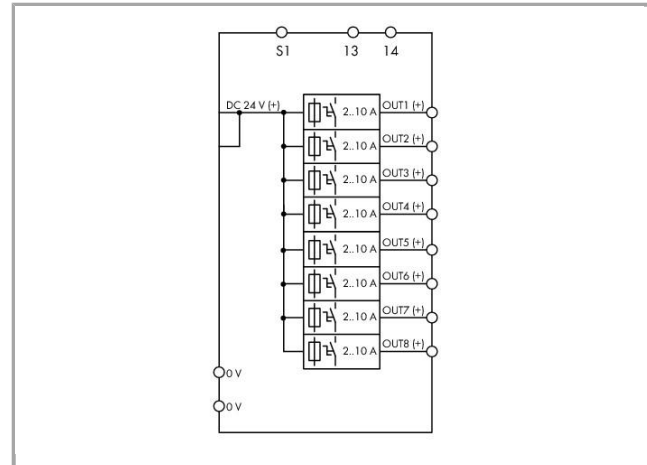 S1 13 14
DC 24 V (+) 2..10 A OUT1 (+)
2..10 A OUT2 (+)
2..10 A OUT3 (+)
2..10 A OUT4 (+)
2..10 A OUT5 (+)
2..10 A OUT6 (+)
2..10 A OUT7 (+)
2..10 A OUT8 (+)
0 V
0 V